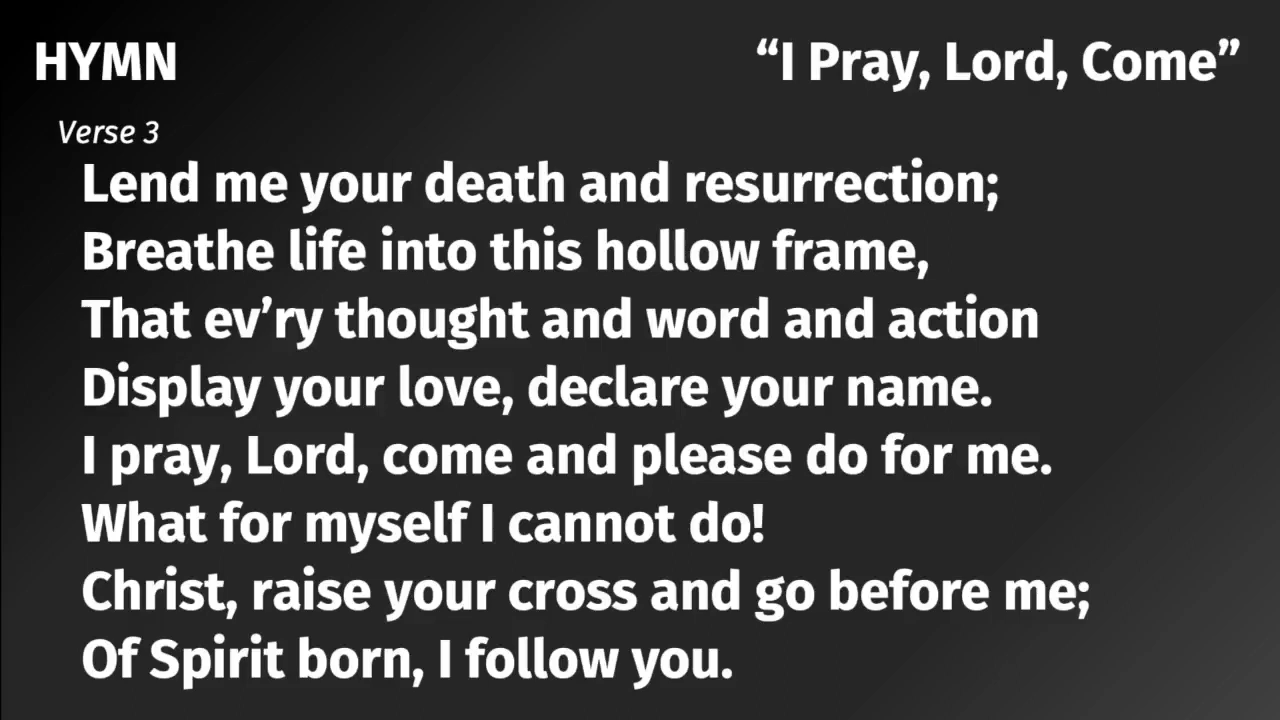 HYMN
“I Pray, Lord, Come”
Verse 3
Lend me your death and resurrection;
Breathe life into this hollow frame,
That ev’ry thought and word and action
Display your love, declare your name.
I pray, Lord, come and please do for me.
What for myself I cannot do!
Christ, raise your cross and go before me;
Of Spirit born, I follow you.